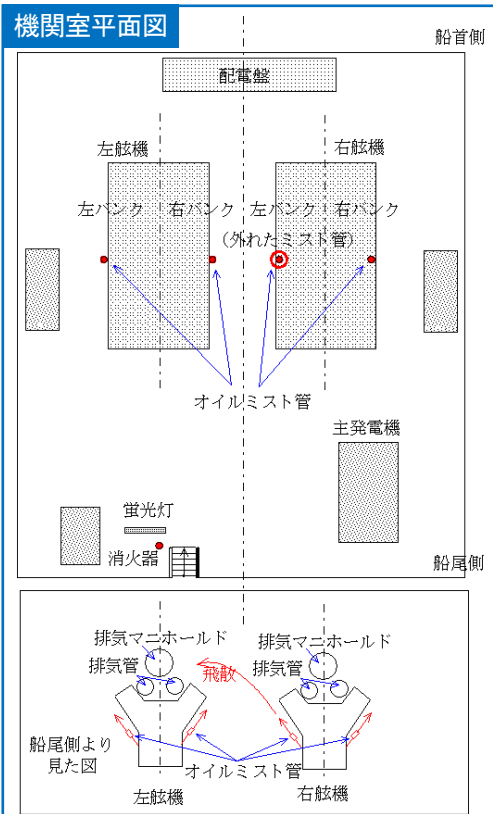 機関室平面図
船首側
配電盤
左舷機
右舷機
左バンク
右バンク
左バンク
右バンク
(外れたミスト管)
オイルミスト管
主発電機
蛍光灯
消火器
船尾側
排気マニホールド
排気マニホールド
排気管
飛散
排気管
船尾側より
見た図
オイルミスト管
左舷機
右舷機